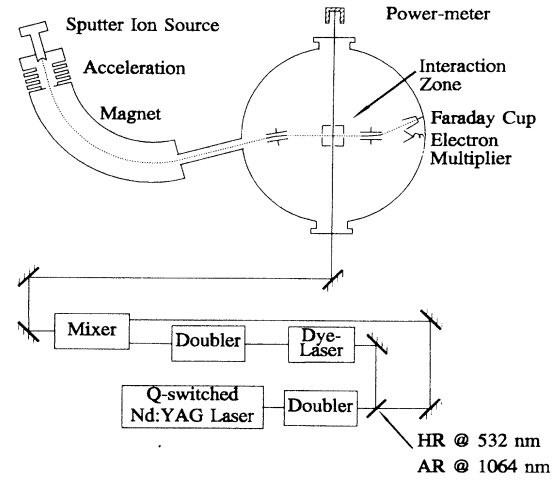 Sputter Ion Source
Power-meter
Acceleration
Interaction
Zone
Magnet
Faraday Cup
Electron
Multiplier
Mixer
Doubler
Dye-
Laser
Q-switched
Nd:YAG Laser
Doubler
HR @ 532 nm
AR @ 1064 nm